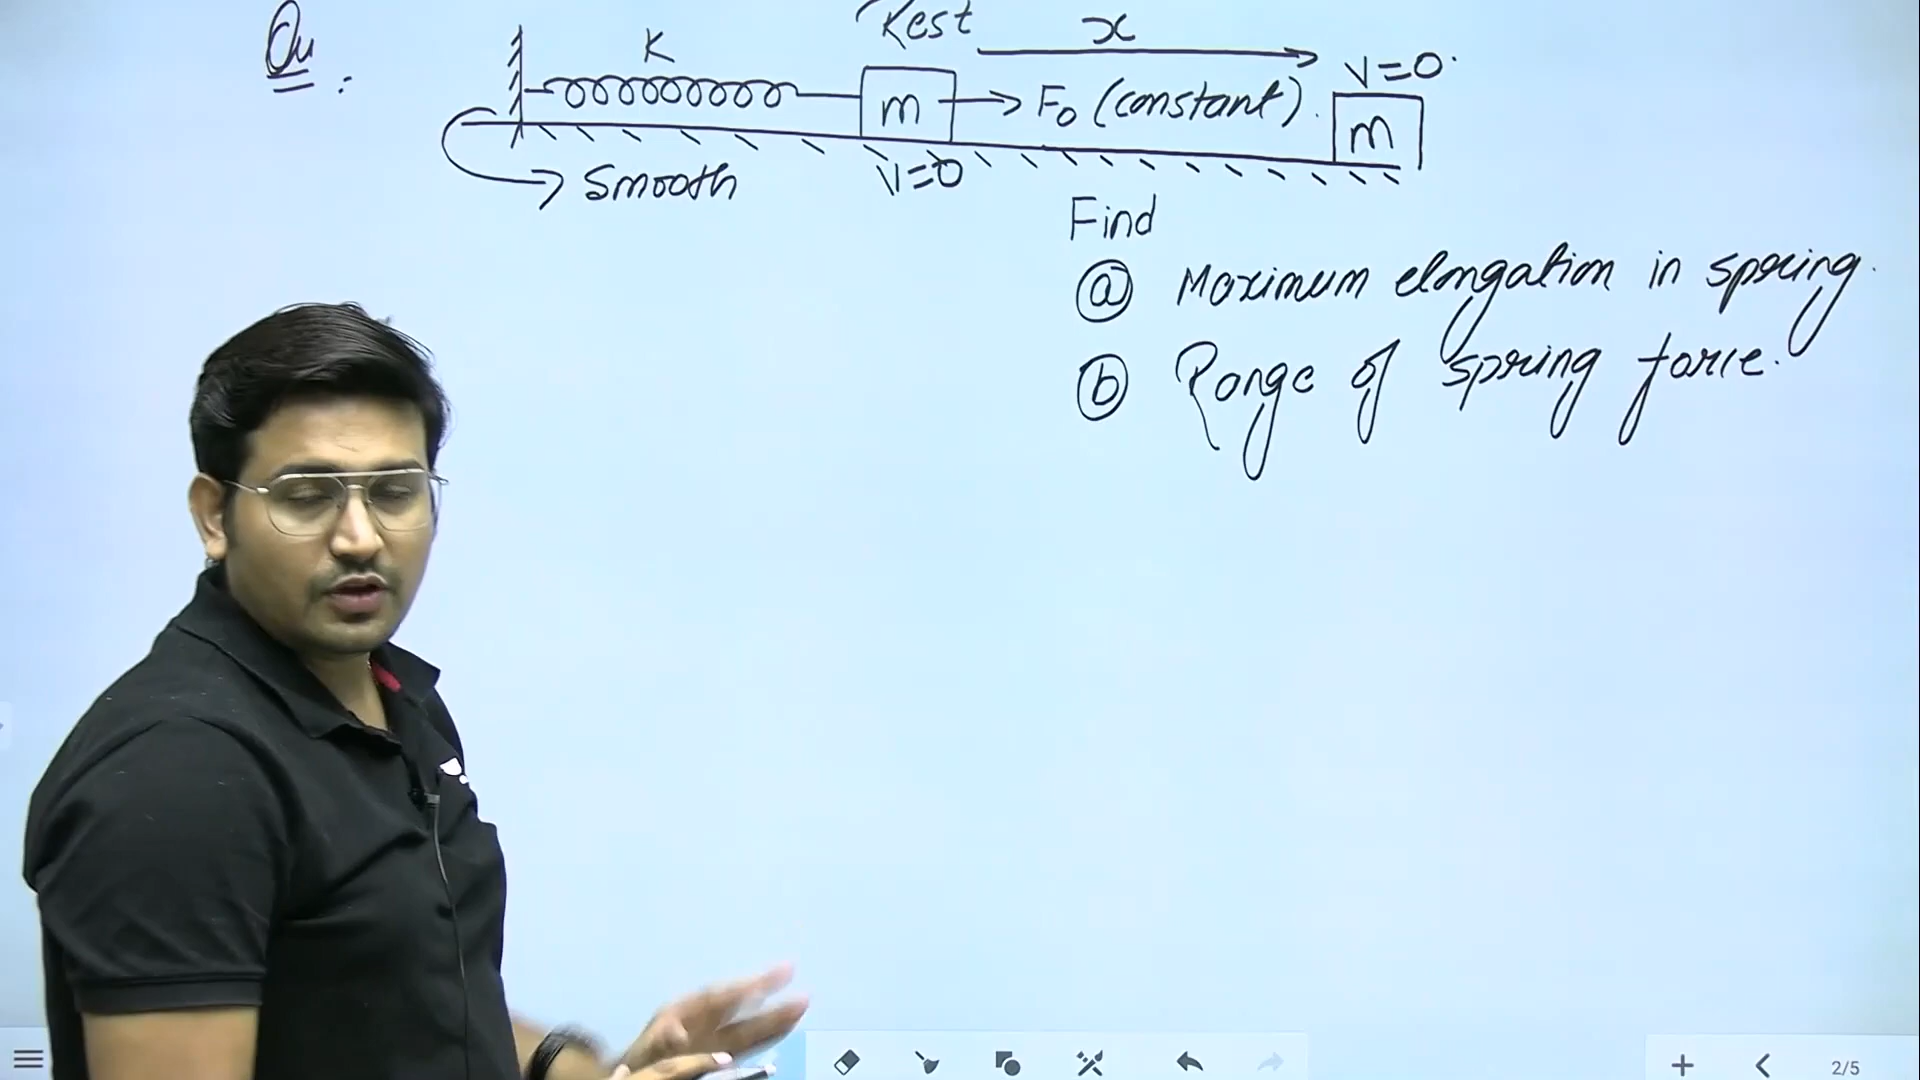 Qu :
K
Rest
x
V=0.
m
F₀ (constant).
m
Smooth
V=0
Find
(a) Maximum elongation in spring.
(b) Range of spring force.
2/5